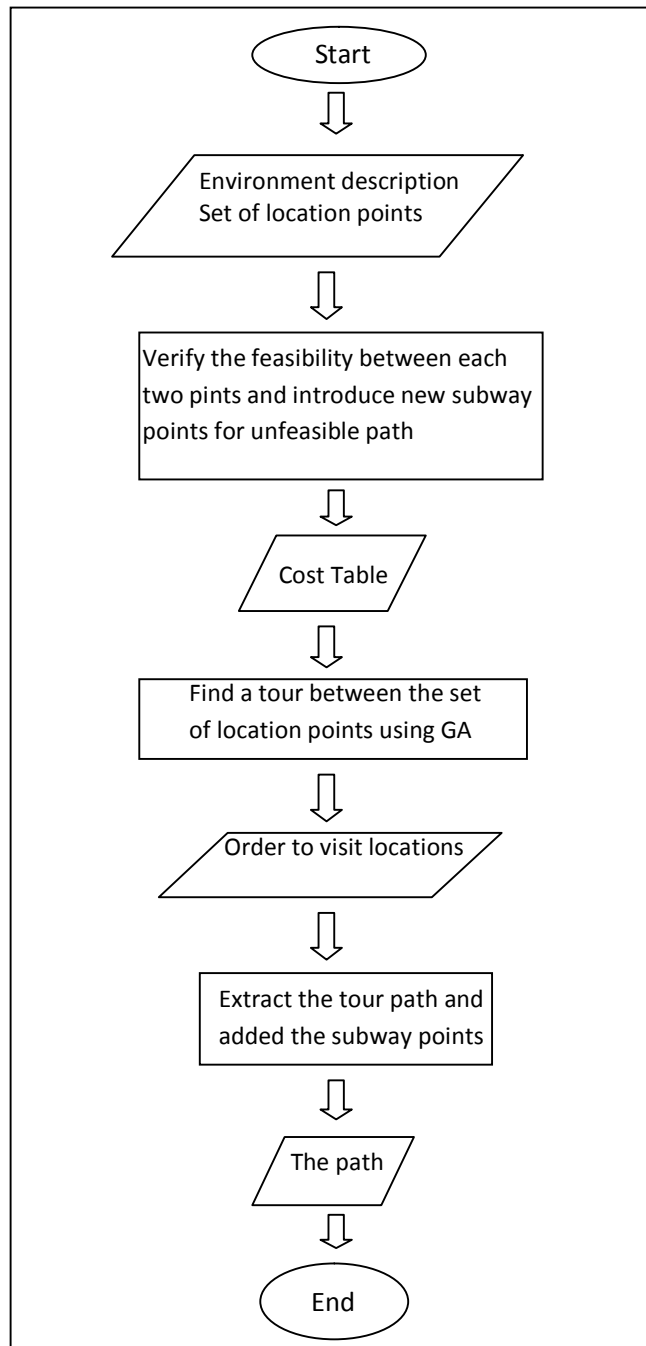 Start
Environment description
Set of location points
Verify the feasibility between each
two pints and introduce new subway
points for unfeasible path
Cost Table
Find a tour between the set
of location points using GA
Order to visit locations
Extract the tour path and
added the subway points
The path
End